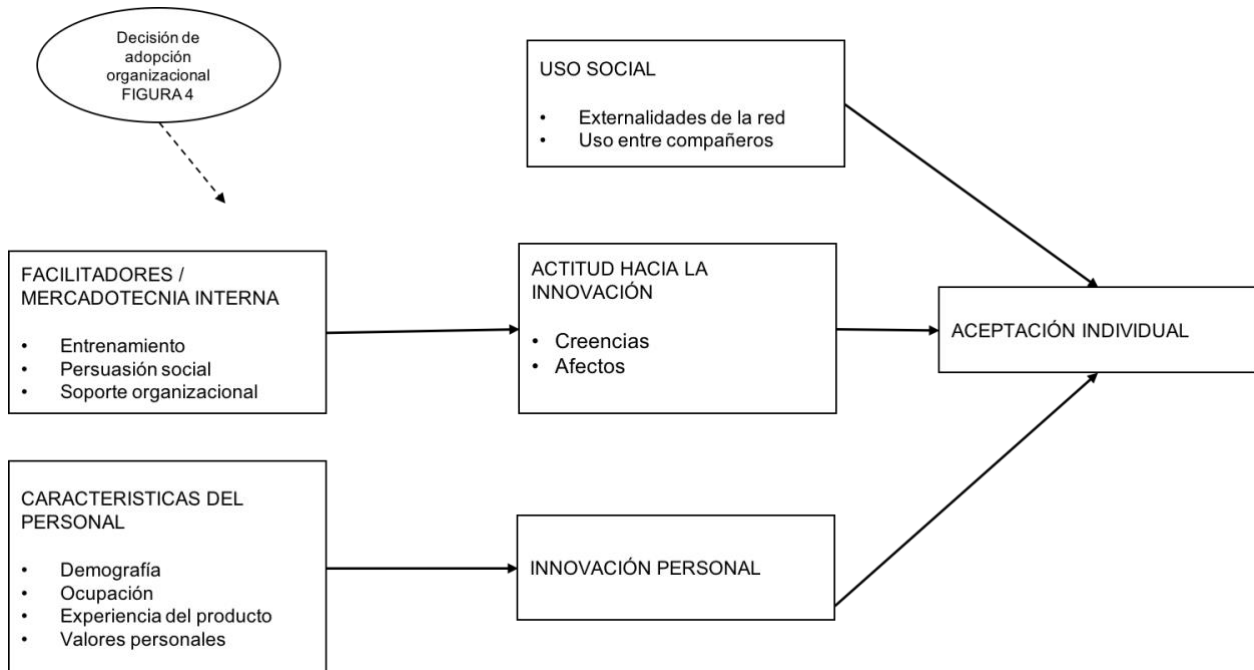 Decisión de
adopción
organizacional
FIGURA 4
USO SOCIAL
• Externalidades de la red
• Uso entre compañeros
FACILITADORES /
MERCADOTECNIA INTERNA
• Entrenamiento
• Persuasión social
• Soporte organizacional
ACTITUD HACIA LA
INNOVACIÓN
• Creencias
• Afectos
ACEPTACIÓN INDIVIDUAL
CARACTERISTICAS DEL
PERSONAL
• Demografía
• Ocupación
• Experiencia del producto
• Valores personales
INNOVACIÓN PERSONAL